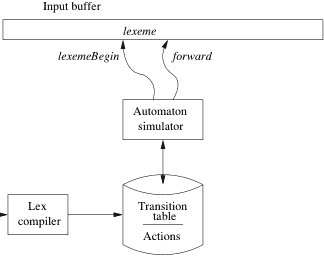 Input buffer
lexeme
lexemeBegin
forward
Automaton
simulator
Lex
compiler
Transition
table
Actions